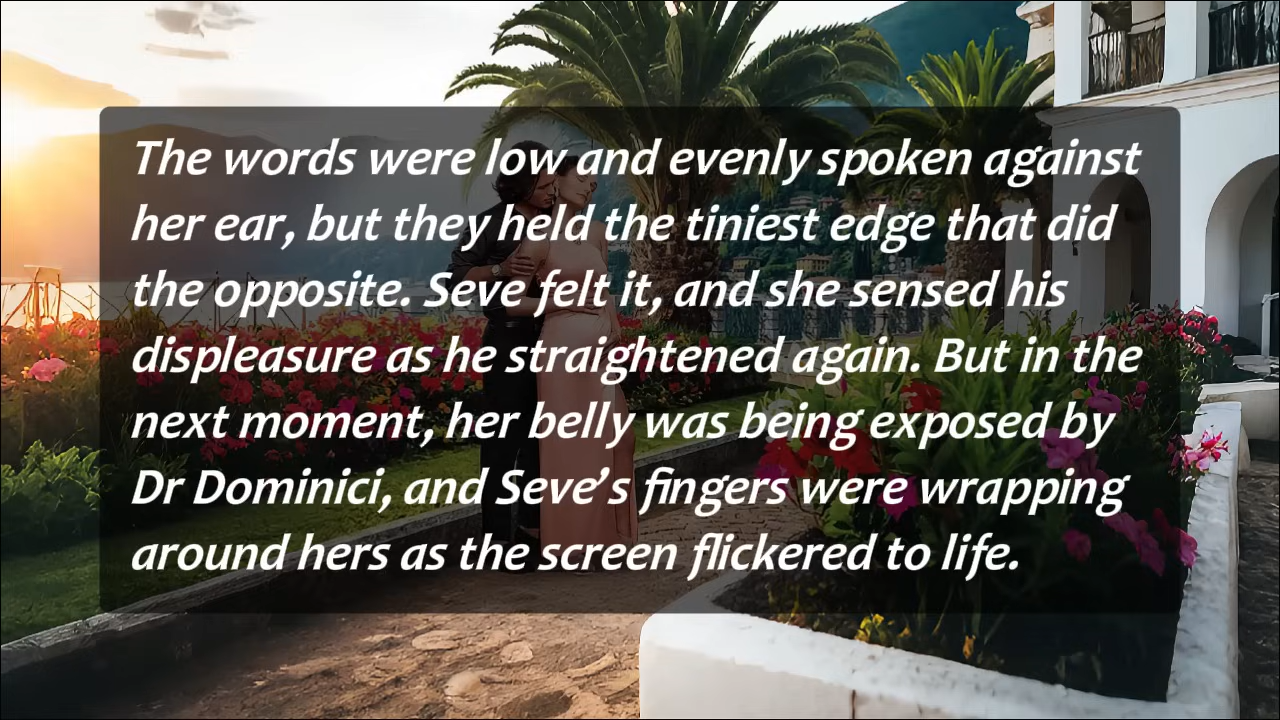 The words were low and evenly spoken against
her ear, but they held the tiniest edge that did
the opposite. Seve felt it, and she sensed his
displeasure as he straightened again. But in the
next moment, her belly was being exposed by
Dr Dominici, and Seve’s fingers were wrapping
around hers as the screen flickered to life.